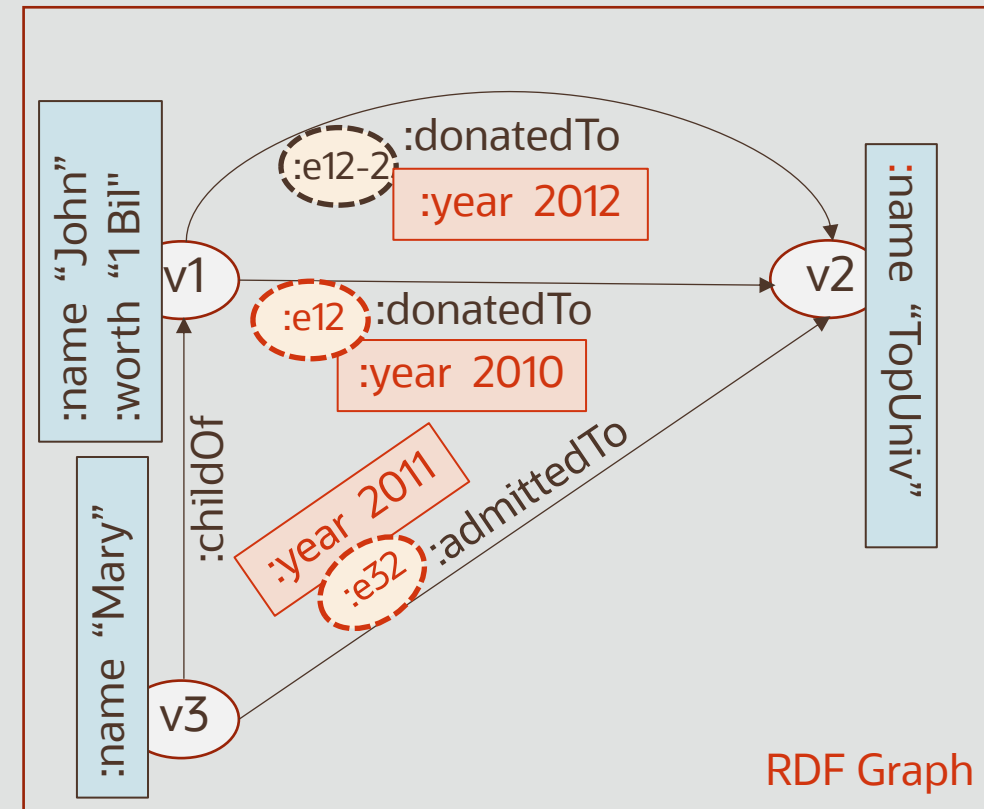 :donatedTo
:e12-2
:year 2012
:name “John”
:worth “1 Bil"
v1
v2
:name “TopUniv”
:e12
:donatedTo
:year 2010
:childOf
:year 2011
:admittedTo
:e32
:name “Mary”
v3
RDF Graph